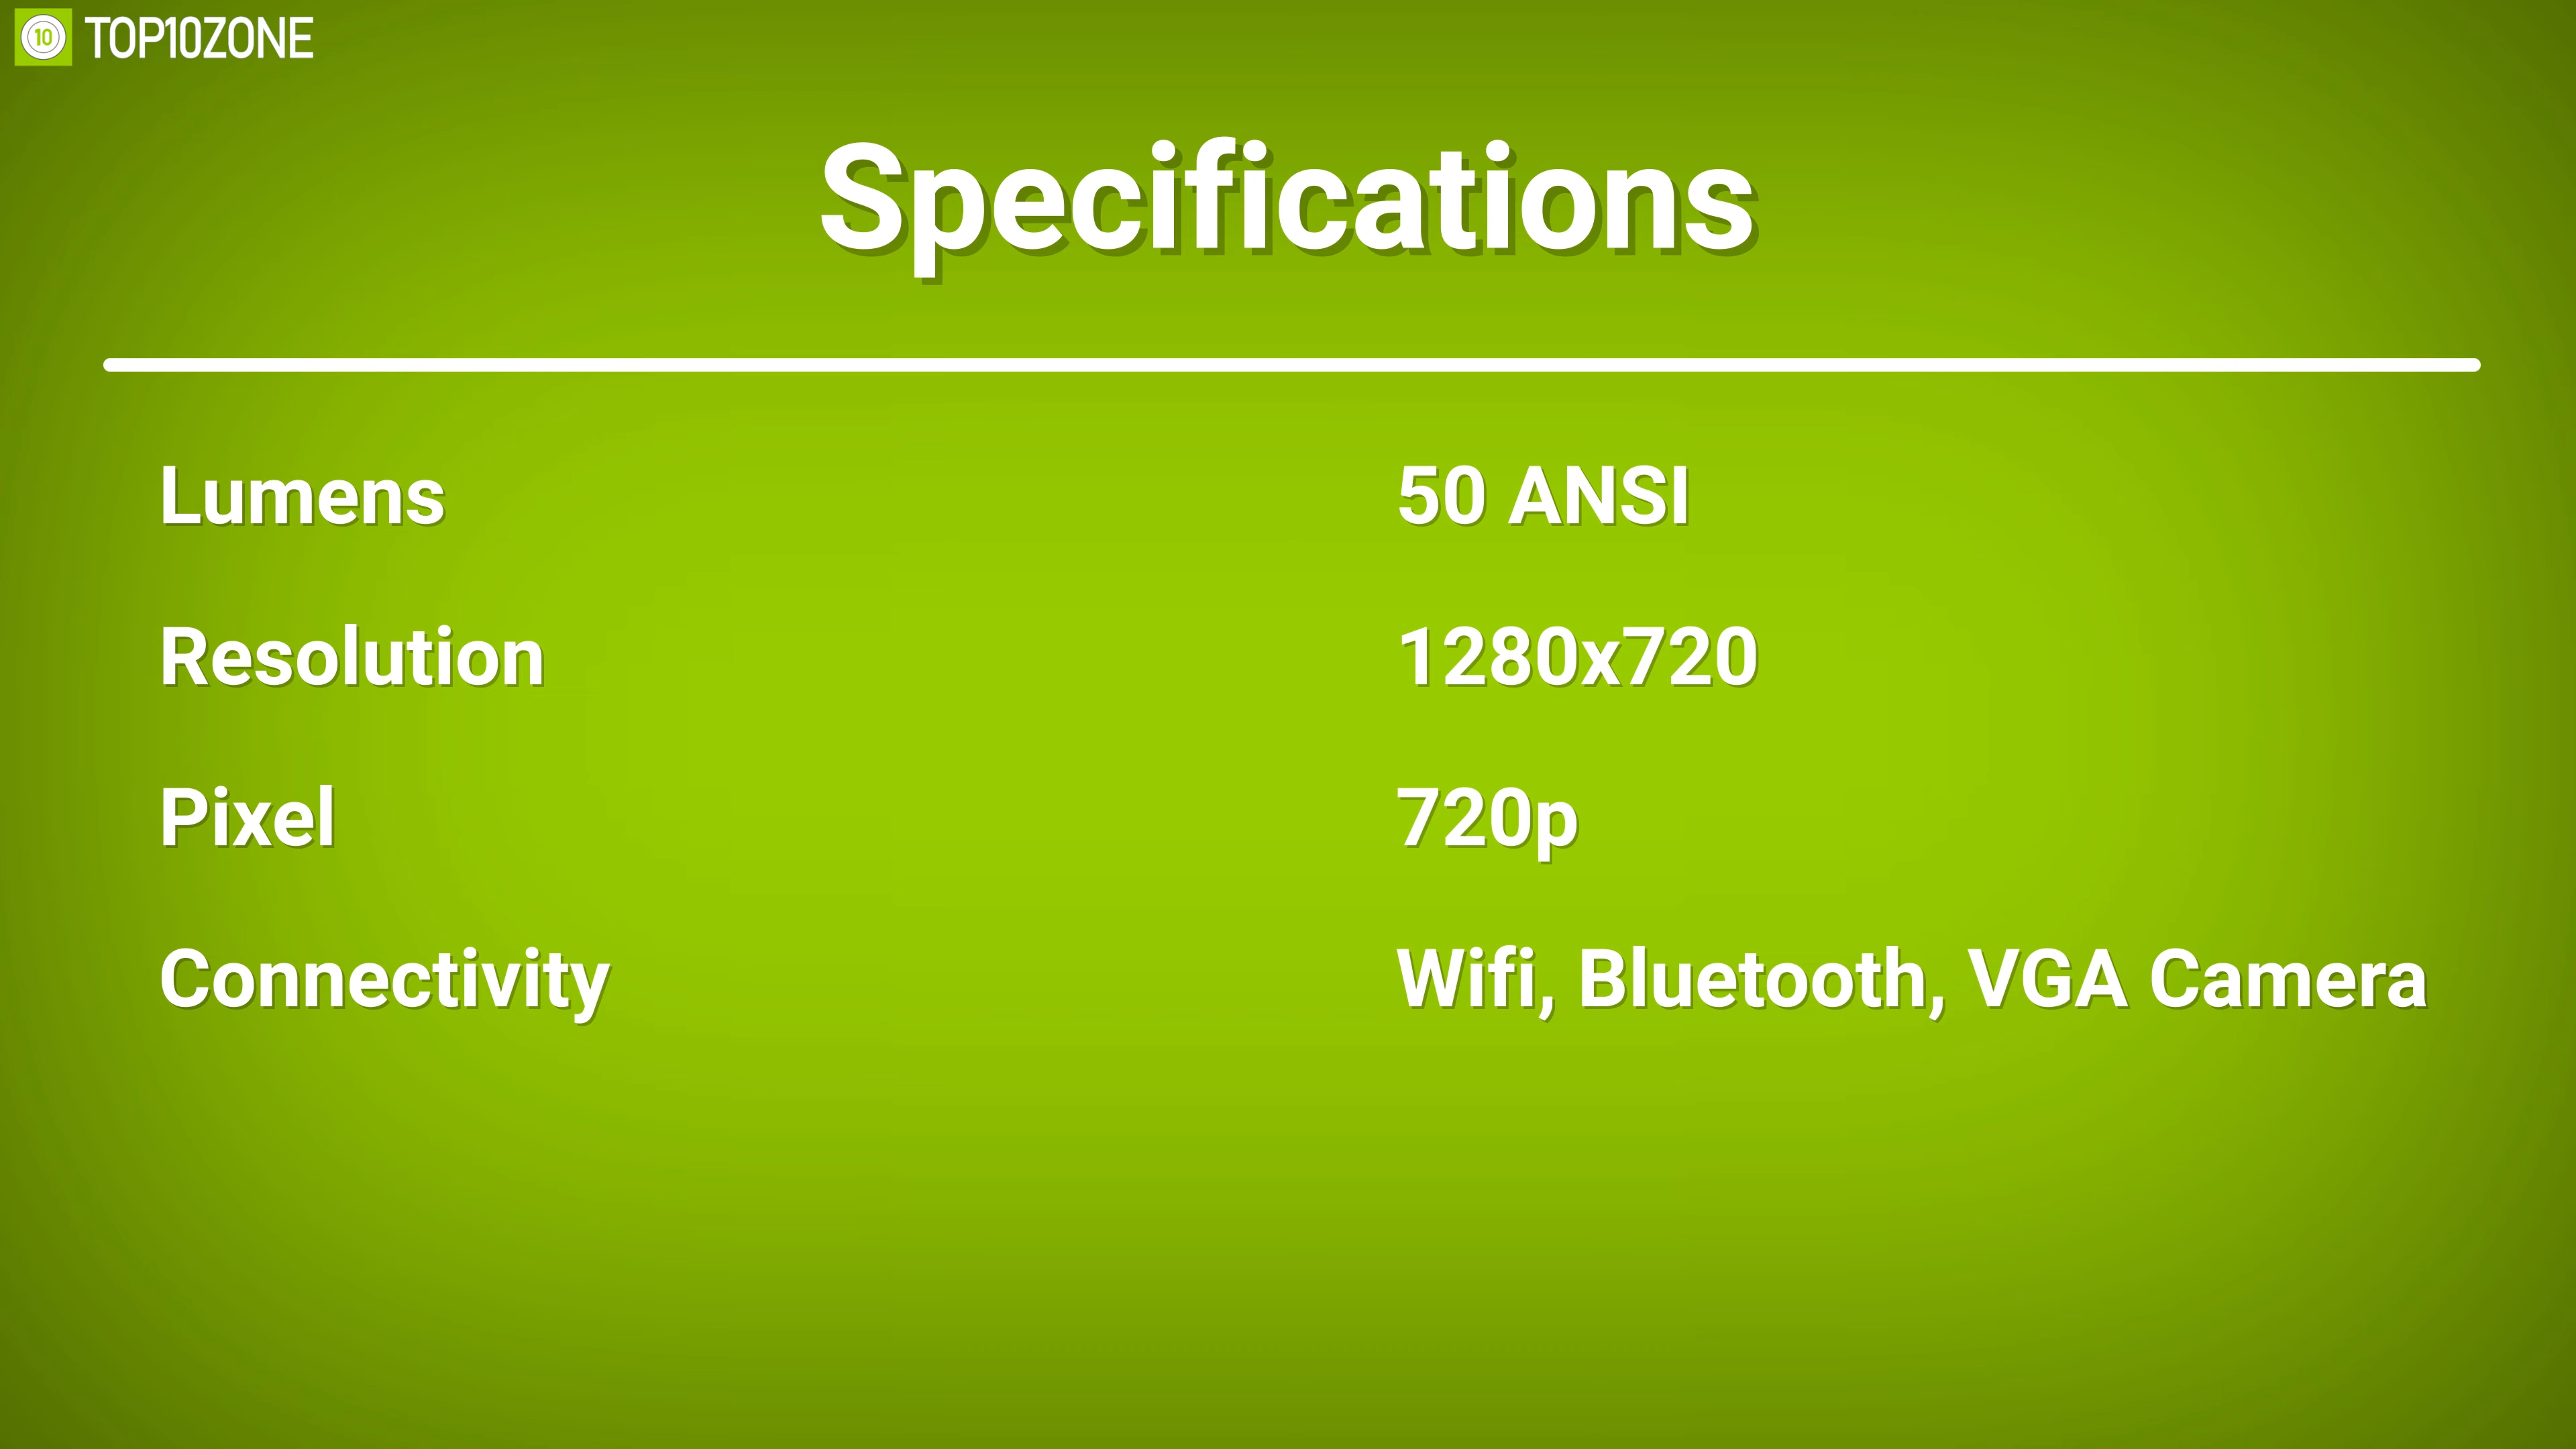 10 TOP10ZONE
Specifications
Lumens 50 ANSI
Resolution 1280x720
Pixel 720p
Connectivity Wifi, Bluetooth, VGA Camera